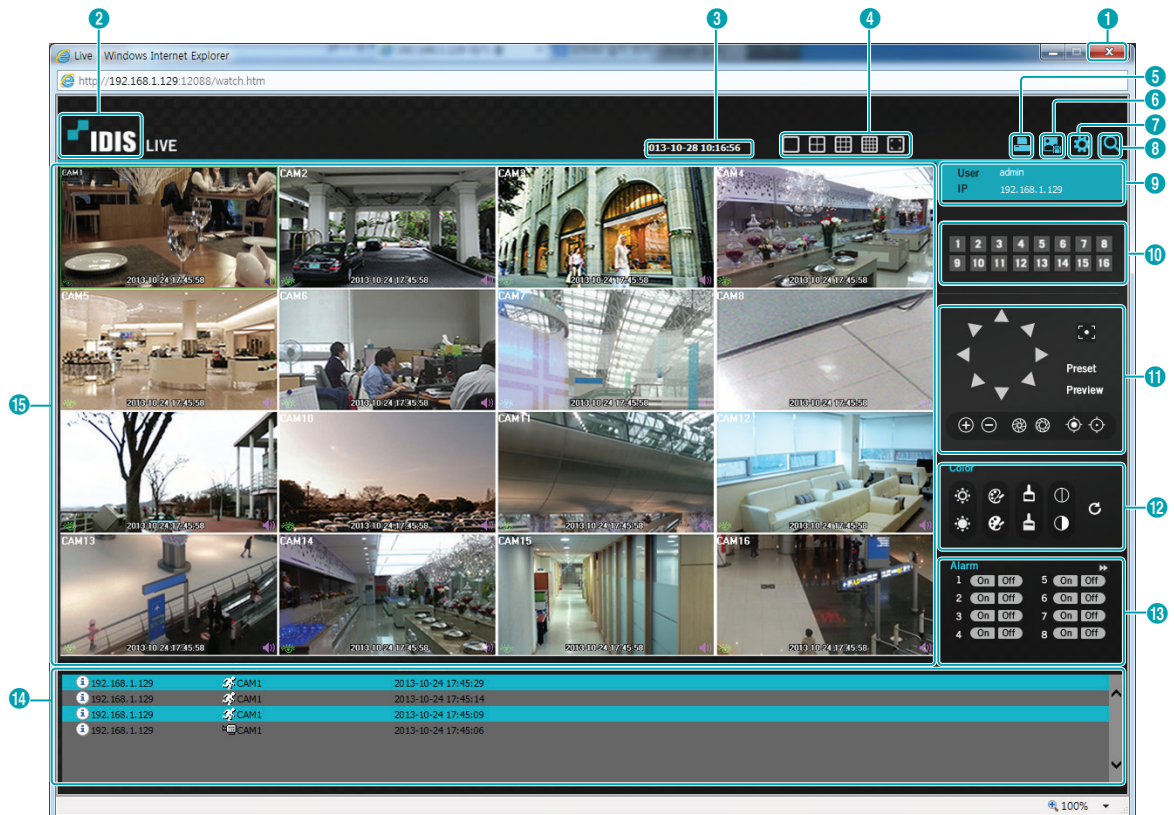 2 3 4 1
Live Windows Internet Explorer
http://192.168.1.129:12088/watch.htm
5
6
7
8
IDIS LIVE
013-10-28 10:16:56
User admin
IP 192.168.1.129
9
1 2 3 4 5 6 7 8
9 10 11 12 13 14 15 16
10
CAM1 CAM2 CAM3 CAM4
2013-10-24 17:45:58 2013-10-24 17:45:58 2013-10-24 17:45:58 2013-10-24 17:45:58
CAM5 CAM6 CAM7 CAM8
2013-10-24 17:45:58 2013-10-24 17:45:58 2013-10-24 17:45:58 2013-10-24 17:45:58
CAM10 CAM11 CAM12
2013-10-24 17:45:58 2013-10-24 17:45:58 2013-10-24 17:45:58 2013-10-24 17:45:58
CAM13 CAM14 CAM15 CAM16
2013-10-24 17:45:58 2013-10-24 17:45:58 2013-10-24 17:45:58 2013-10-24 17:45:58
15
Preset
Preview
11
Color
12
Alarm
1 On Off 5 On Off
2 On Off 6 On Off
3 On Off 7 On Off
4 On Off 8 On Off
13
14
192.168.1.129 CAM1 2013-10-24 17:45:29
192.168.1.129 CAM1 2013-10-24 17:45:14
192.168.1.129 CAM1 2013-10-24 17:45:09
192.168.1.129 CAM1 2013-10-24 17:45:06
100%